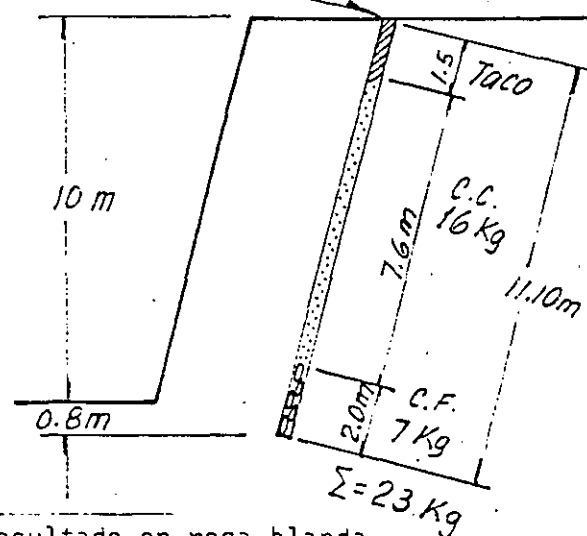 1.5
Taco
10 m
C.C.
16 Kg
7.6m
11.10m
0.8m
2.0m
C.F.
7 Kg
Σ=23 Kg
en roca blanda